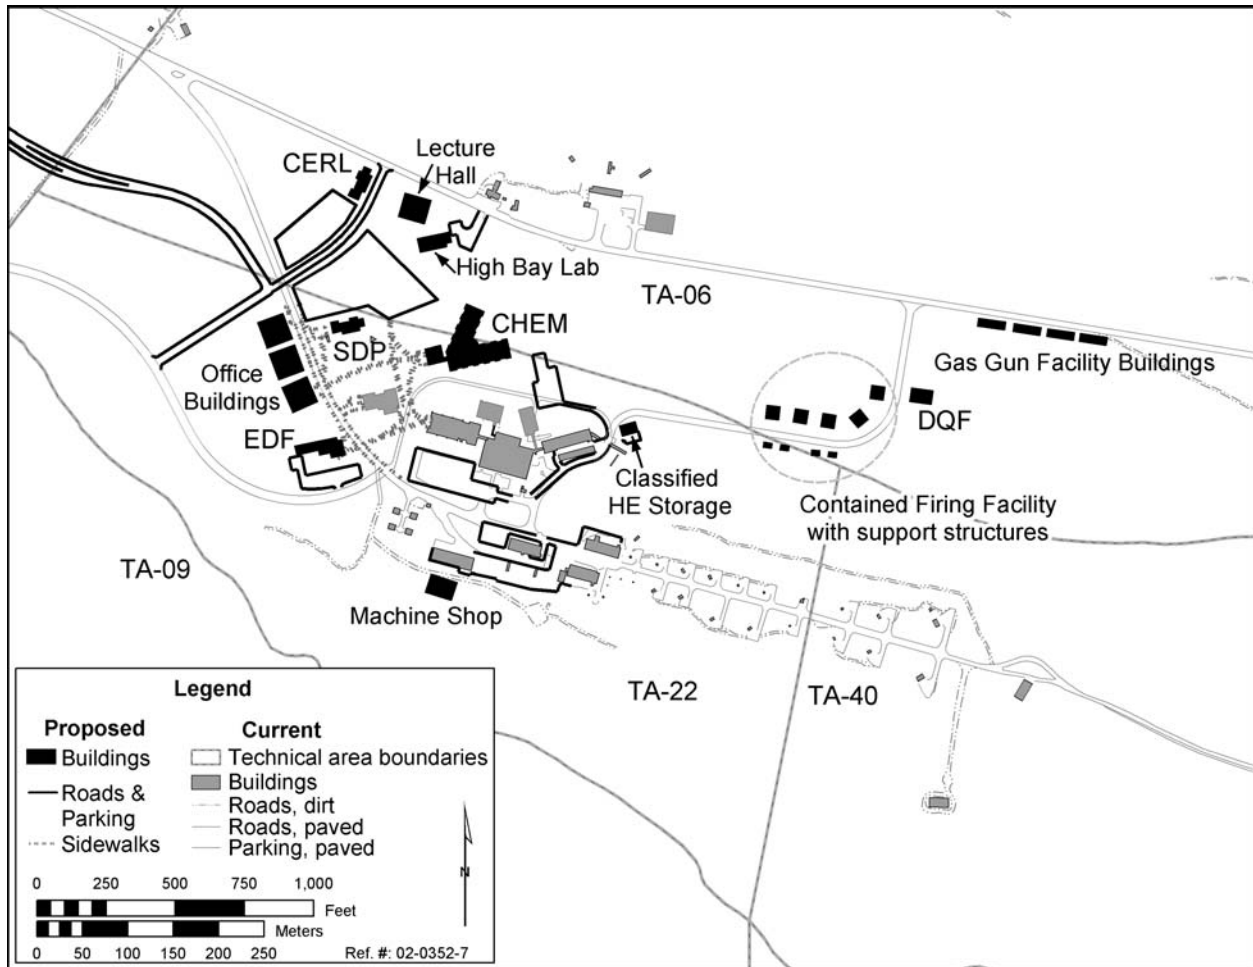 Lecture
Hall
CERL
High Bay Lab
TA-06
CHEM
SDP
Gas Gun Facility Buildings
Office
Buildings
DQF
EDF
Classified
HE Storage
Contained Firing Facility
with support structures
TA-09
Machine Shop
TA-22
TA-40
Legend
Proposed
Buildings
Roads &
Parking
Sidewalks
Current
Technical area boundaries
Buildings
Roads, dirt
Roads, paved
Parking, paved
N
0 250 500 750 1,000
Feet
Meters
0 50 100 150 200 250
Ref. #: 02-0352-7